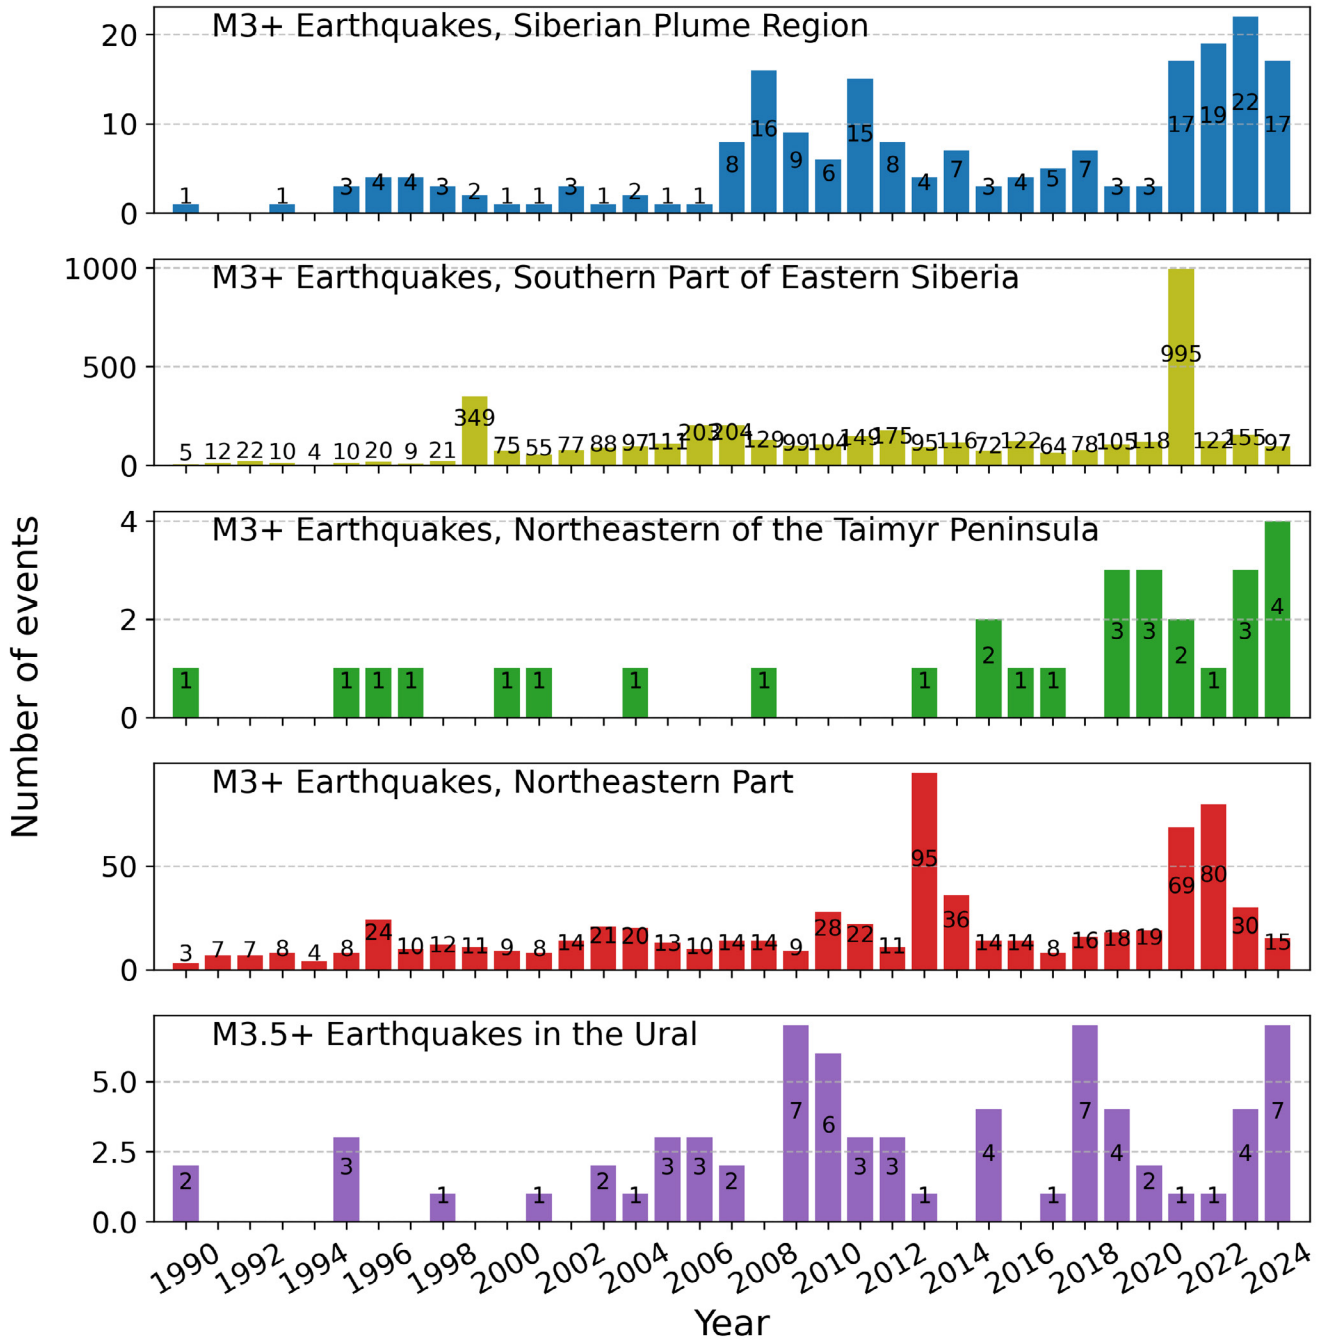 M3+ Earthquakes, Siberian Plume Region
20
10
0
1 1 3 4 4 3 2 1 1 3 1 2 1 1 8 16 9 6 15 8 4 7 3 4 5 7 3 3 17 19 22 17
M3+ Earthquakes, Southern Part of Eastern Siberia
1000
500
0
5 12 22 10 4 10 20 9 21 349 75 55 77 88 97 111 203 204 129 99 104 149 175 95 116 72 122 64 78 105 118 995 122 155 97
M3+ Earthquakes, Northeastern of the Taimyr Peninsula
4
2
0
1 1 1 1 1 1 1 1 1 2 1 1 3 3 2 1 3 4
M3+ Earthquakes, Northeastern Part
50
0
3 7 7 8 4 8 24 10 12 11 9 8 14 21 20 13 10 14 14 9 28 22 11 95 36 14 14 8 16 18 19 69 80 30 15
M3.5+ Earthquakes in the Ural
5.0
2.5
0.0
2 3 1 1 2 1 3 3 2 7 6 3 3 1 4 1 7 4 2 1 1 4 7
1990 1992 1994 1996 1998 2000 2002 2004 2006 2008 2010 2012 2014 2016 2018 2020 2022 2024
Year
Number of events